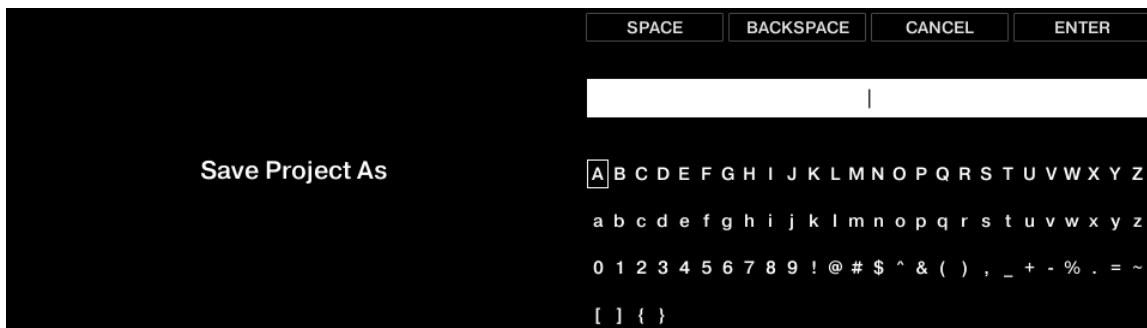 SPACE BACKSPACE CANCEL ENTER
Save Project As
A B C D E F G H I J K L M N O P Q R S T U V W X Y Z
a b c d e f g h i j k l m n o p q r s t u v w x y z
0 1 2 3 4 5 6 7 8 9 ! @ # $ ^ & ( ) , _ + - % . = ~
[ ] { }